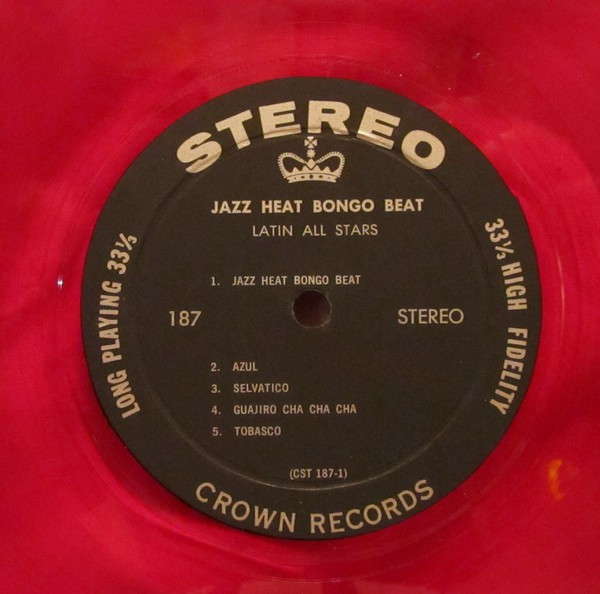 STEREO
JAZZ HEAT BONGO BEAT
LATIN ALL STARS
LONG PLAYING 33⅓
33⅓ HIGH FIDELITY
1. JAZZ HEAT BONGO BEAT
187 STEREO
2. AZUL
3. SELVATICO
4. GUAJIRO CHA CHA CHA
5. TOBASCO
(CST 187-1)
CROWN RECORDS